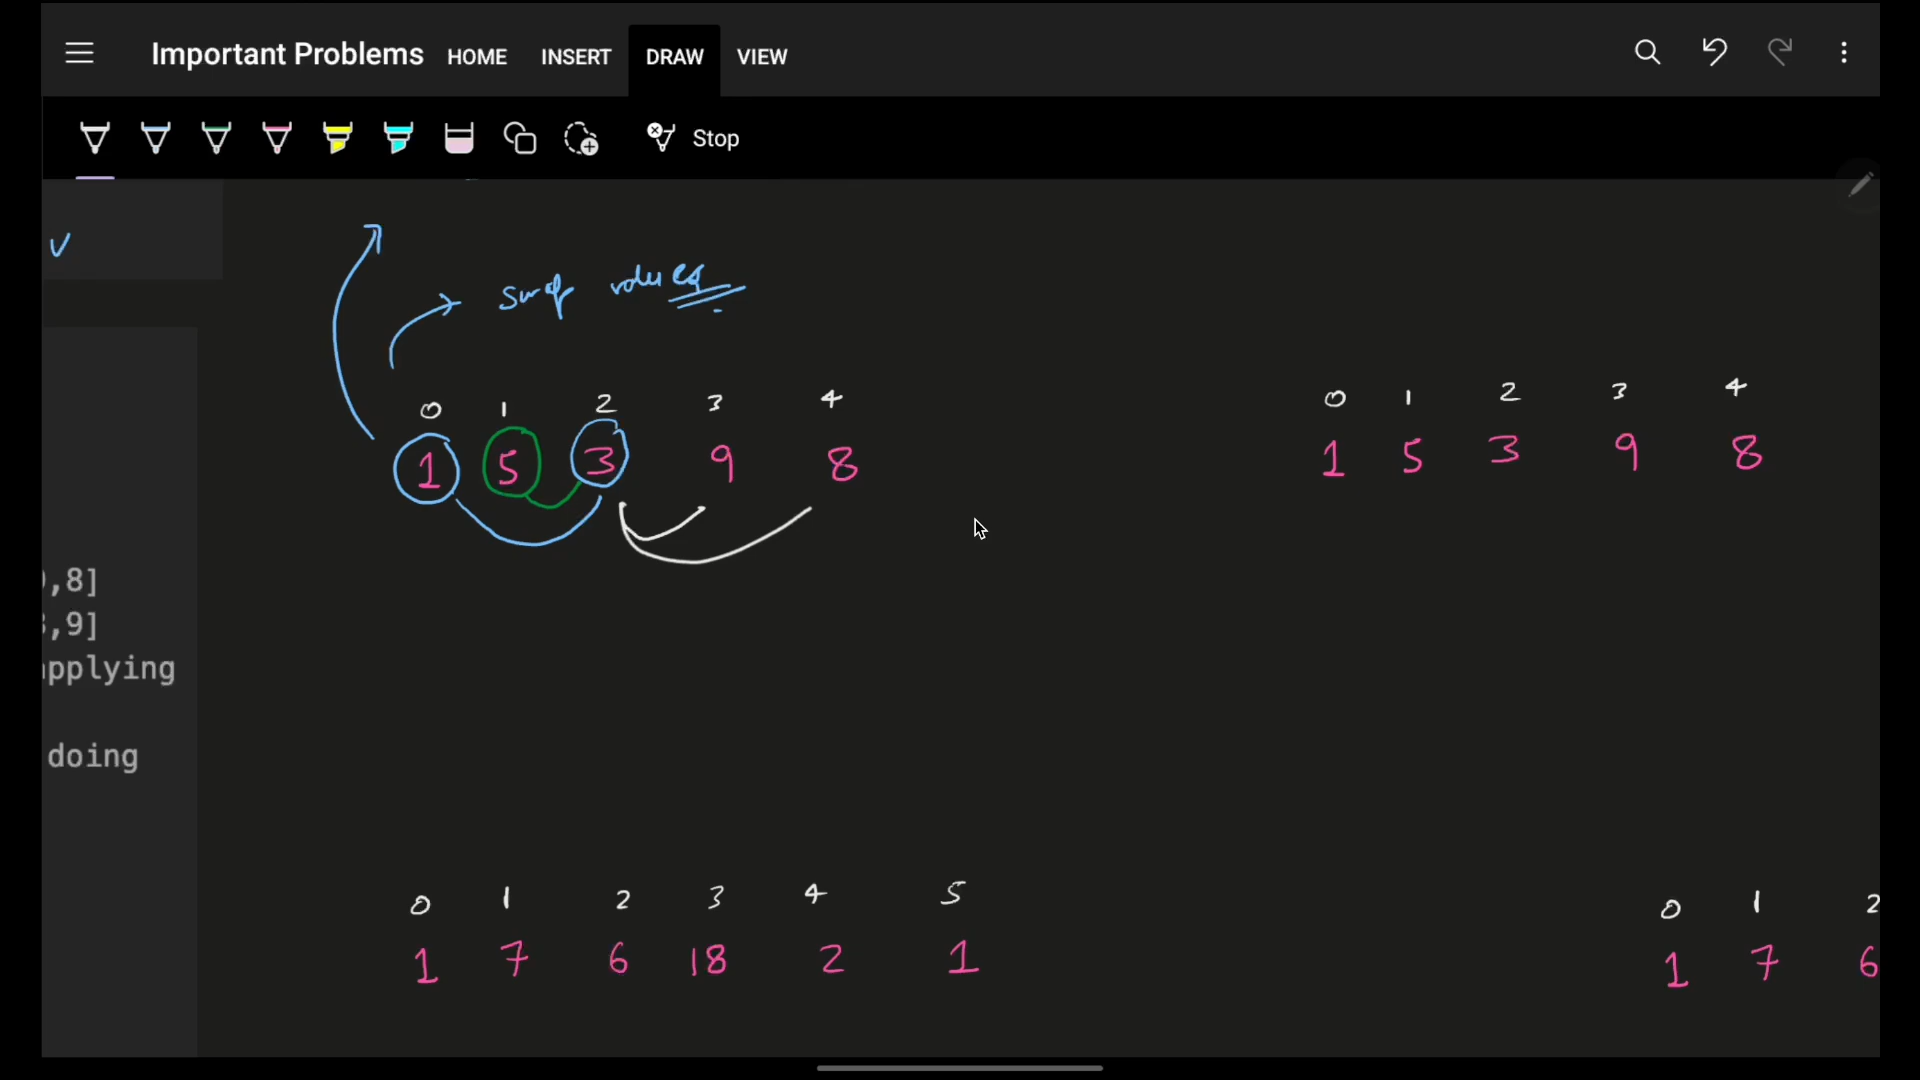 Important Problems HOME INSERT DRAW VIEW
Stop
v
swap values
0 1 2 3 4
1 5 3 9 8
0 1 2 3 4
1 5 3 9 8
,8]
,9]
applying
doing
0 1 2 3 4 5
1 7 6 18 2 1
0 1 2
1 7 6